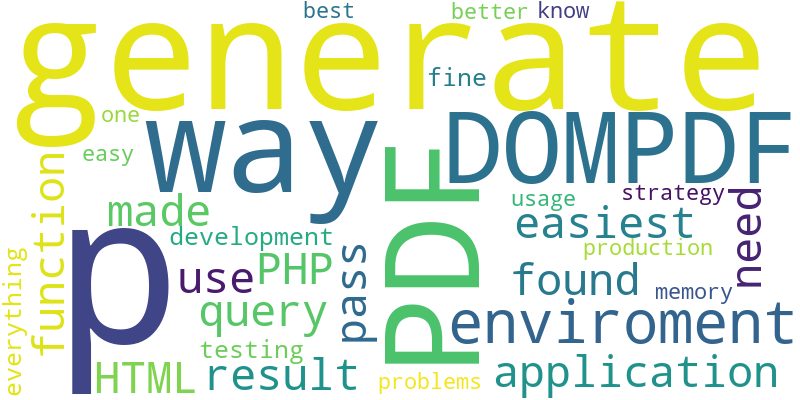 best
better
know
generate
fine
one
way
DOMPDF
easy
function
PDF
made
usage
strategy
need
easiest
development
production
p
use
PHP
pass
found
memory
everything
query
enviroment
testing
HTML
result
problems
application